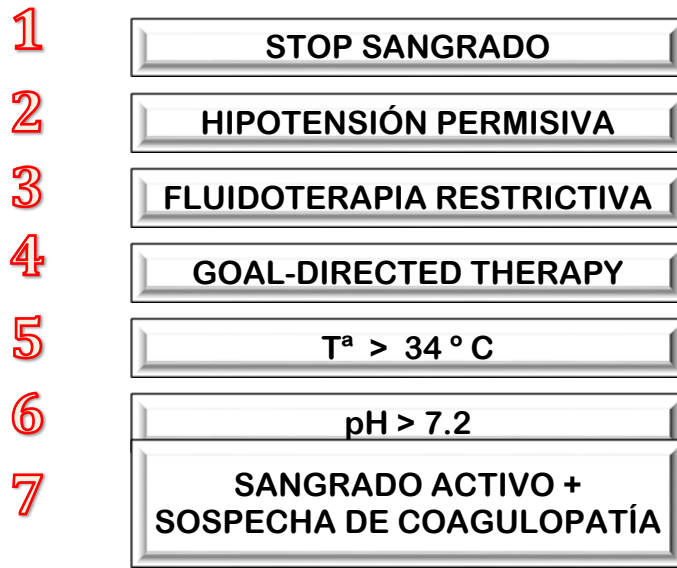 1 STOP SANGRADO
2 HIPOTENSIÓN PERMISIVA
3 FLUIDOTERAPIA RESTRICTIVA
4 GOAL-DIRECTED THERAPY
5 Tª > 34 º C
6 pH > 7.2
7 SANGRADO ACTIVO +
SOSPECHA DE COAGULOPATÍA